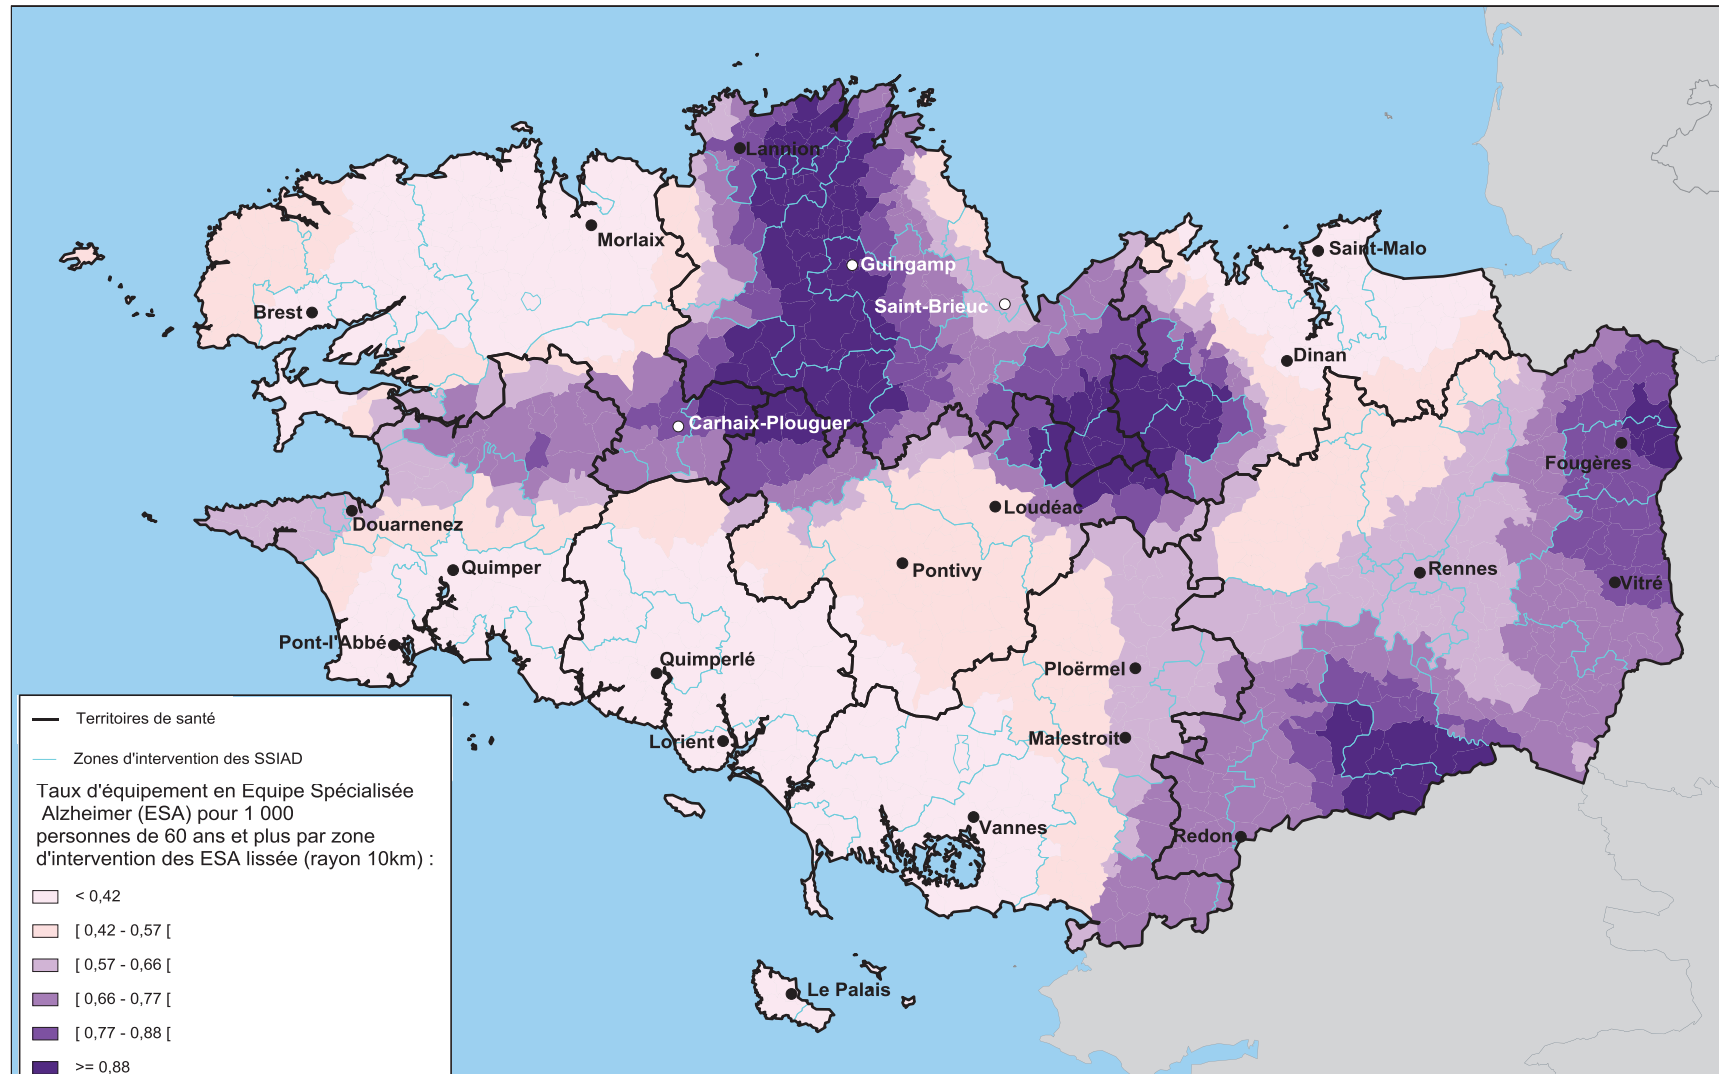 Lannion
Morlaix
Guingamp
Saint-Malo
Saint-Brieuc
Brest
Dinan
Carhaix-Plouguer
Fougères
Loudéac
Douarnenez
Quimper
Pontivy
Rennes
Vitré
Pont-l'Abbé
Quimperlé
Ploërmel
Lorient
Malestroit
Vannes
Redon
Le Palais
Territoires de santé
Zones d'intervention des SSIAD
Taux d'équipement en Equipe Spécialisée
Alzheimer (ESA) pour 1 000
personnes de 60 ans et plus par zone
d'intervention des ESA lissée (rayon 10km) :
< 0,42
[ 0,42 - 0,57 [
[ 0,57 - 0,66 [
[ 0,66 - 0,77 [
[ 0,77 - 0,88 [
>= 0,88